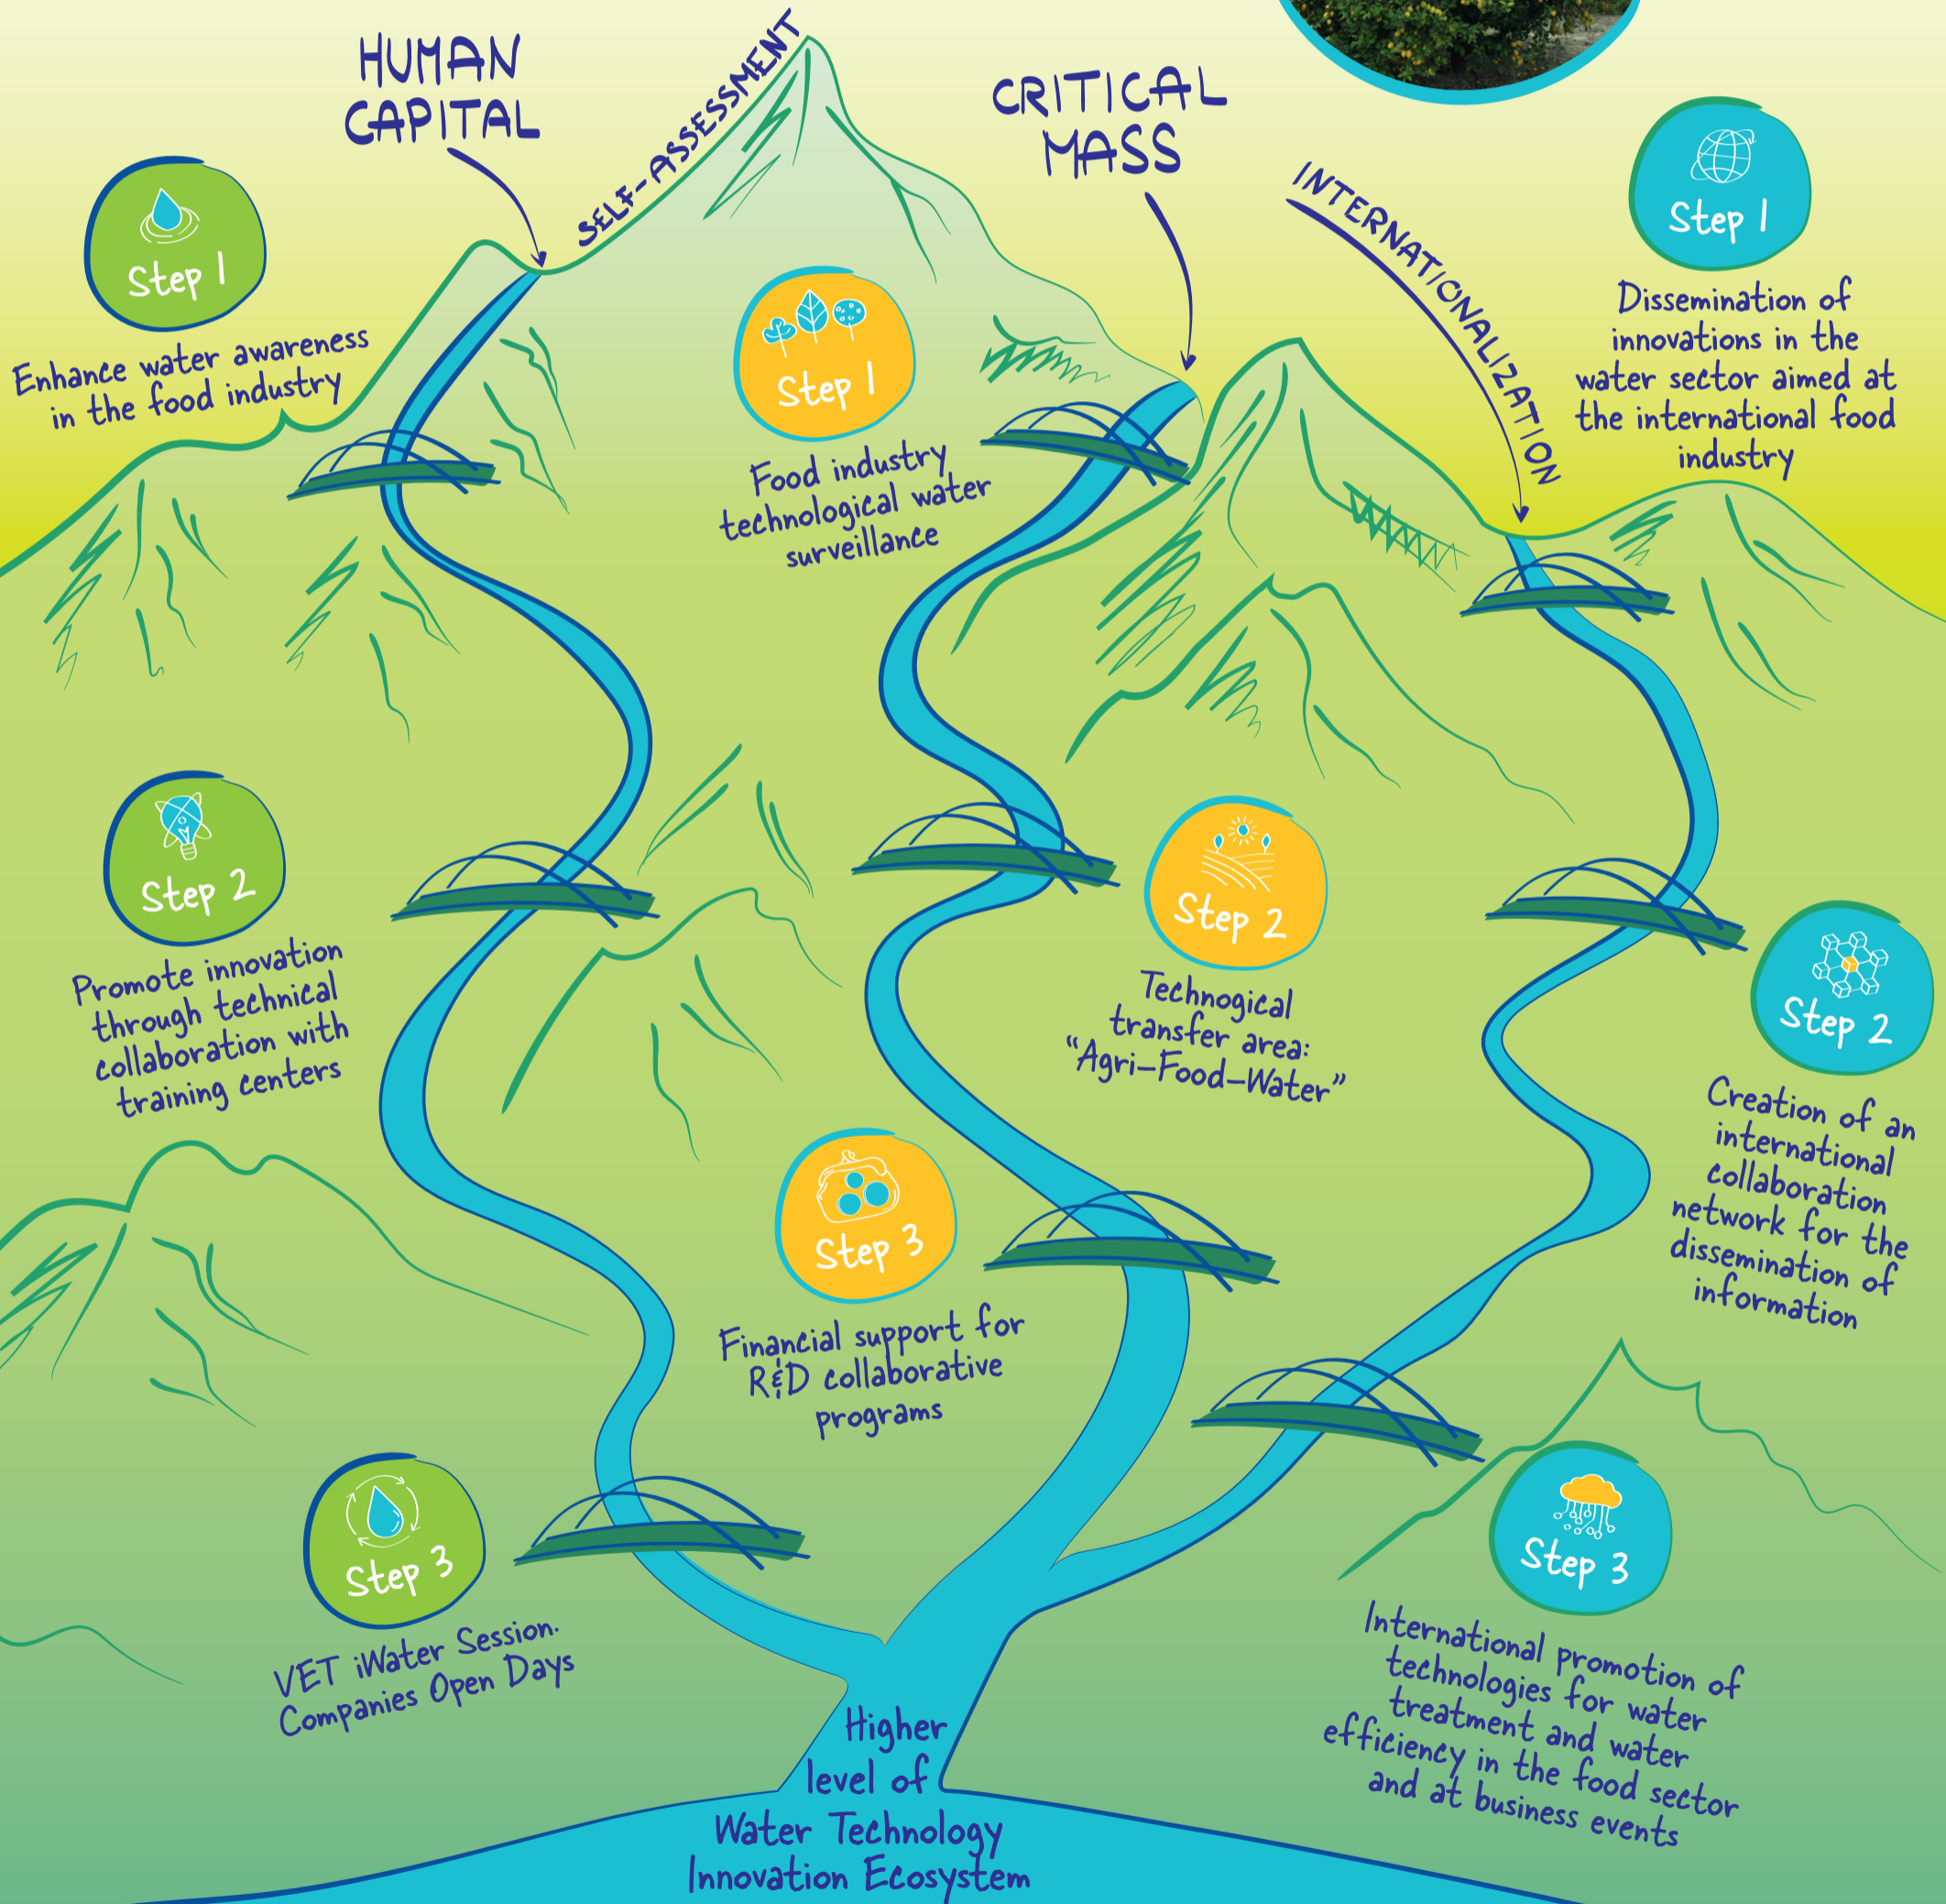 HUMAN
CAPITAL
SELF-ASSESSMENT
CRITICAL
MASS
INTERNATIONALIZATION
Step 1
Enhance water awareness
in the food industry
Step 2
Promote innovation
through technical
collaboration with
training centers
Step 3
VET iWater Session.
Companies Open Days
Step 1
Food industry
technological water
surveillance
Step 2
Technogical
transfer area:
“Agri-Food-Water”
Step 3
Financial support for
R&D collaborative
programs
Step 1
Dissemination of
innovations in the
water sector aimed at
the international food
industry
Step 2
Creation of an
international
collaboration
network for the
dissemination of
information
Step 3
International promotion of
technologies for water
treatment and water
efficiency in the food sector
and at business events
Higher
level of
Water Technology
Innovation Ecosystem